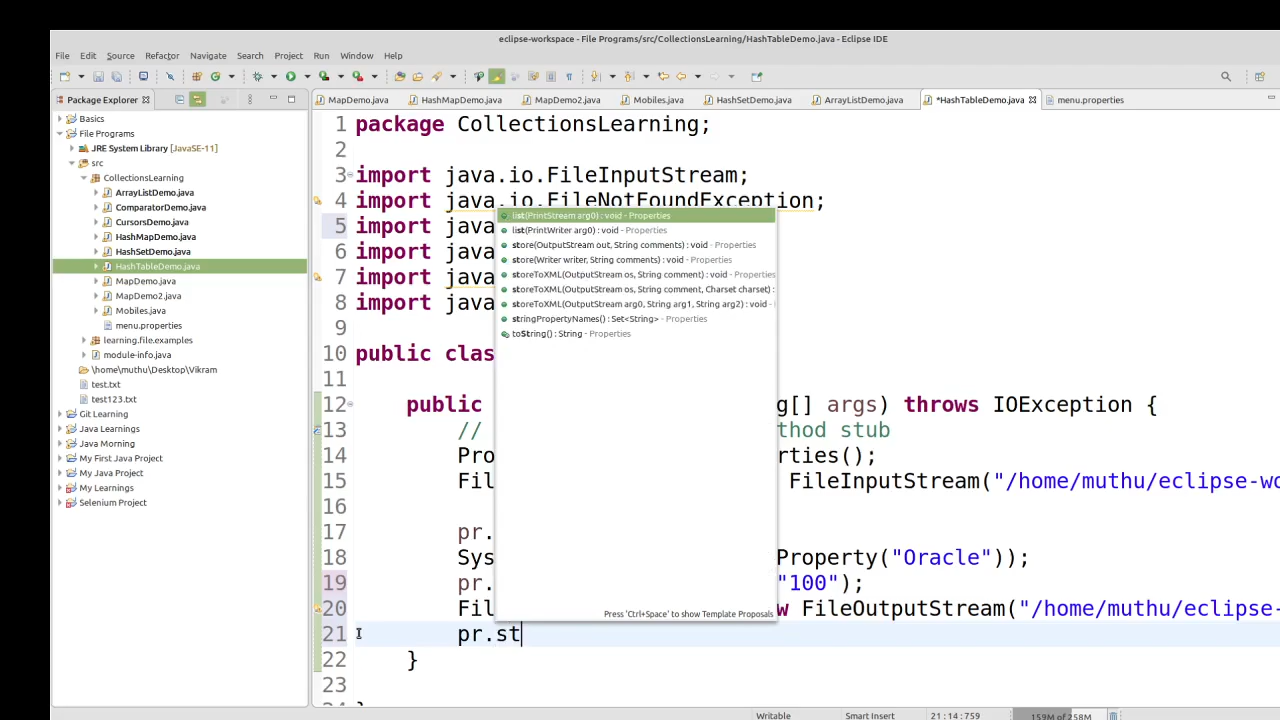 eclipse-workspace - File Programs/src/CollectionsLearning/HashTableDemo.java - Eclipse IDE
File Edit Source Refactor Navigate Search Project Run Window Help
Package Explorer
MapDemo.java HashMapDemo.java MapDemo2.java Mobiles.java HashSetDemo.java ArrayListDemo.java *HashTableDemo.java menu.properties
Basics
File Programs
JRE System Library [JavaSE-11]
src
CollectionsLearning
ArrayListDemo.java
ComparatorDemo.java
CursorsDemo.java
HashMapDemo.java
HashSetDemo.java
HashTableDemo.java
MapDemo.java
MapDemo2.java
Mobiles.java
menu.properties
learning.file.examples
module-info.java
\home\muthu\Desktop\Vikram
test.txt
test123.txt
Git Learning
Java Learnings
Java Morning
My First Java Project
My Java Project
My Learnings
Selenium Project
1 package CollectionsLearning;
2
3 import java.io.FileInputStream;
4 import java.io.FileNotFoundException;
5 import java
6 import java
7 import java
8 import java
9
10 public clas
11
12 public g[] args) throws IOException {
13 // thod stub
14 Pro rties();
15 Fil FileInputStream("/home/muthu/eclipse-wo
16
17 pr.
18 Sys Property("Oracle"));
19 pr. "100");
20 Fil w FileOutputStream("/home/muthu/eclipse-
21 pr.st
22 }
23
list(PrintStream arg0) : void - Properties
list(PrintWriter arg0) : void - Properties
store(OutputStream out, String comments) : void - Properties
store(Writer writer, String comments) : void - Properties
storeToXML(OutputStream os, String comment) : void - Properties
storeToXML(OutputStream os, String comment, Charset charset) :
storeToXML(OutputStream arg0, String arg1, String arg2) : void -
stringPropertyNames() : Set<String> - Properties
toString() : String - Properties
Press 'Ctrl+Space' to show Template Proposals
Writable Smart Insert 21 : 14 : 759 159M of 258M